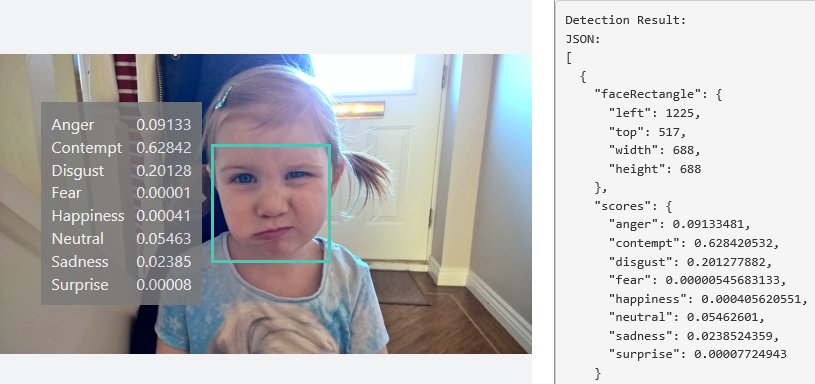 Anger 0.09133
Contempt 0.62842
Disgust 0.20128
Fear 0.00001
Happiness 0.00041
Neutral 0.05463
Sadness 0.02385
Surprise 0.00008
Detection Result:
JSON:
[
{
"faceRectangle": {
"left": 1225,
"top": 517,
"width": 688,
"height": 688
},
"scores": {
"anger": 0.09133481,
"contempt": 0.628420532,
"disgust": 0.201277882,
"fear": 0.00000545683133,
"happiness": 0.000405620551,
"neutral": 0.05462601,
"sadness": 0.0238524359,
"surprise": 0.00007724943
}